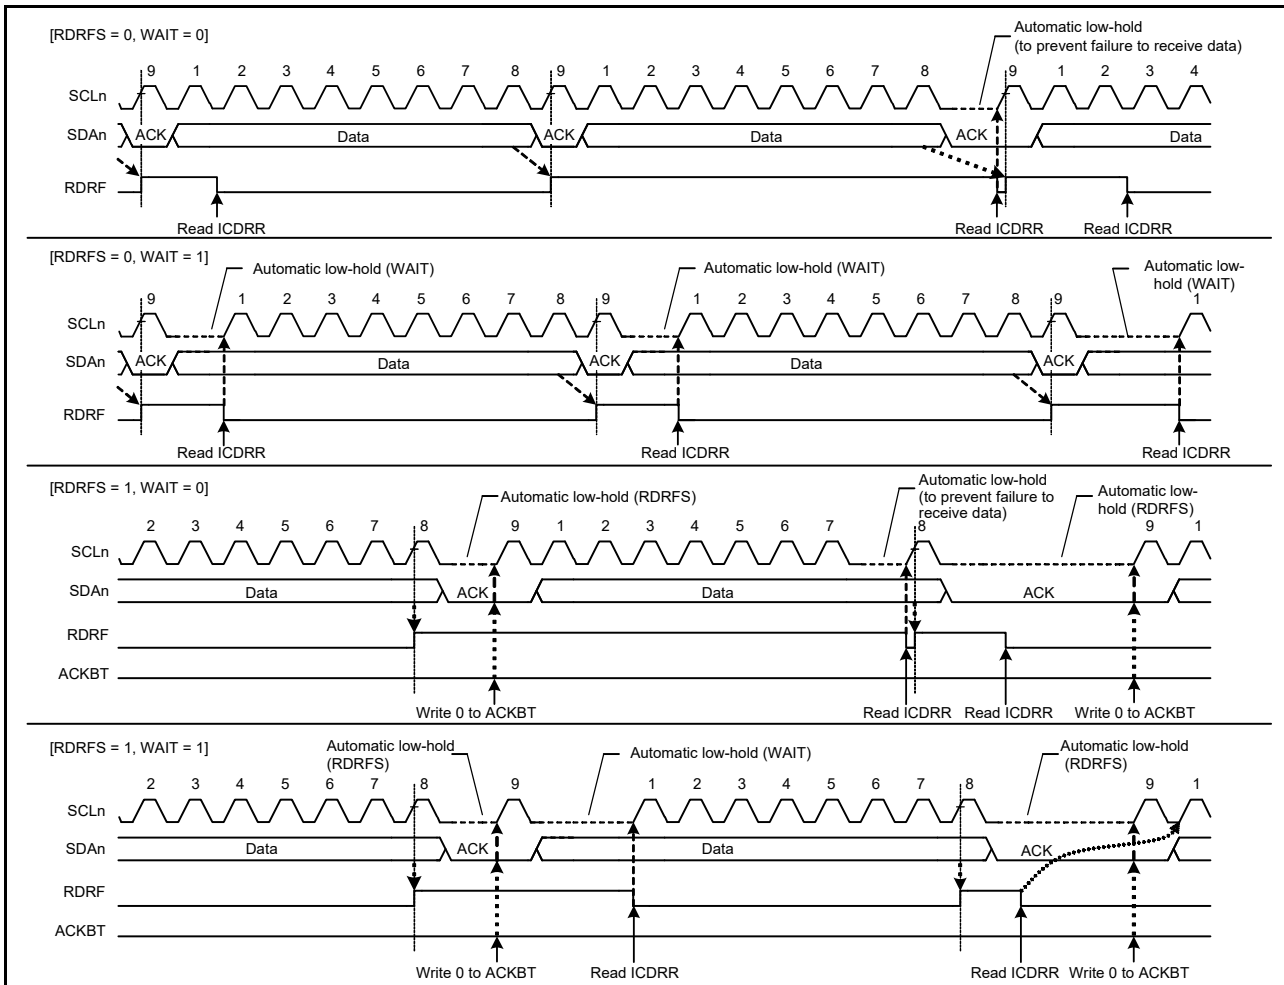 [RDRFS = 0, WAIT = 0]
Automatic low-hold
(to prevent failure to receive data)
9 1 2 3 4 5 6 7 8 9 1 2 3 4 5 6 7 8 9 1 2 3 4
SCLn
SDAn ACK Data ACK Data ACK Data
RDRF
Read ICDRR Read ICDRR Read ICDRR
[RDRFS = 0, WAIT = 1]
Automatic low-hold (WAIT) Automatic low-hold (WAIT) Automatic low-
hold (WAIT)
9 1 2 3 4 5 6 7 8 9 1 2 3 4 5 6 7 8 9 1
SCLn
SDAn ACK Data ACK Data ACK
RDRF
Read ICDRR Read ICDRR Read ICDRR
[RDRFS = 1, WAIT = 0]
Automatic low-hold (RDRFS)
Automatic low-hold
(to prevent failure to
receive data)
Automatic low-
hold (RDRFS)
2 3 4 5 6 7 8 9 1 2 3 4 5 6 7 8 9 1
SCLn
SDAn Data ACK Data ACK
RDRF
ACKBT
Write 0 to ACKBT Read ICDRR Read ICDRR Write 0 to ACKBT
[RDRFS = 1, WAIT = 1]
Automatic low-hold
(RDRFS)
Automatic low-hold (WAIT)
Automatic low-hold
(RDRFS)
2 3 4 5 6 7 8 9 1 2 3 4 5 6 7 8 9 1
SCLn
SDAn Data ACK Data ACK
RDRF
ACKBT
Write 0 to ACKBT Read ICDRR Read ICDRR Write 0 to ACKBT